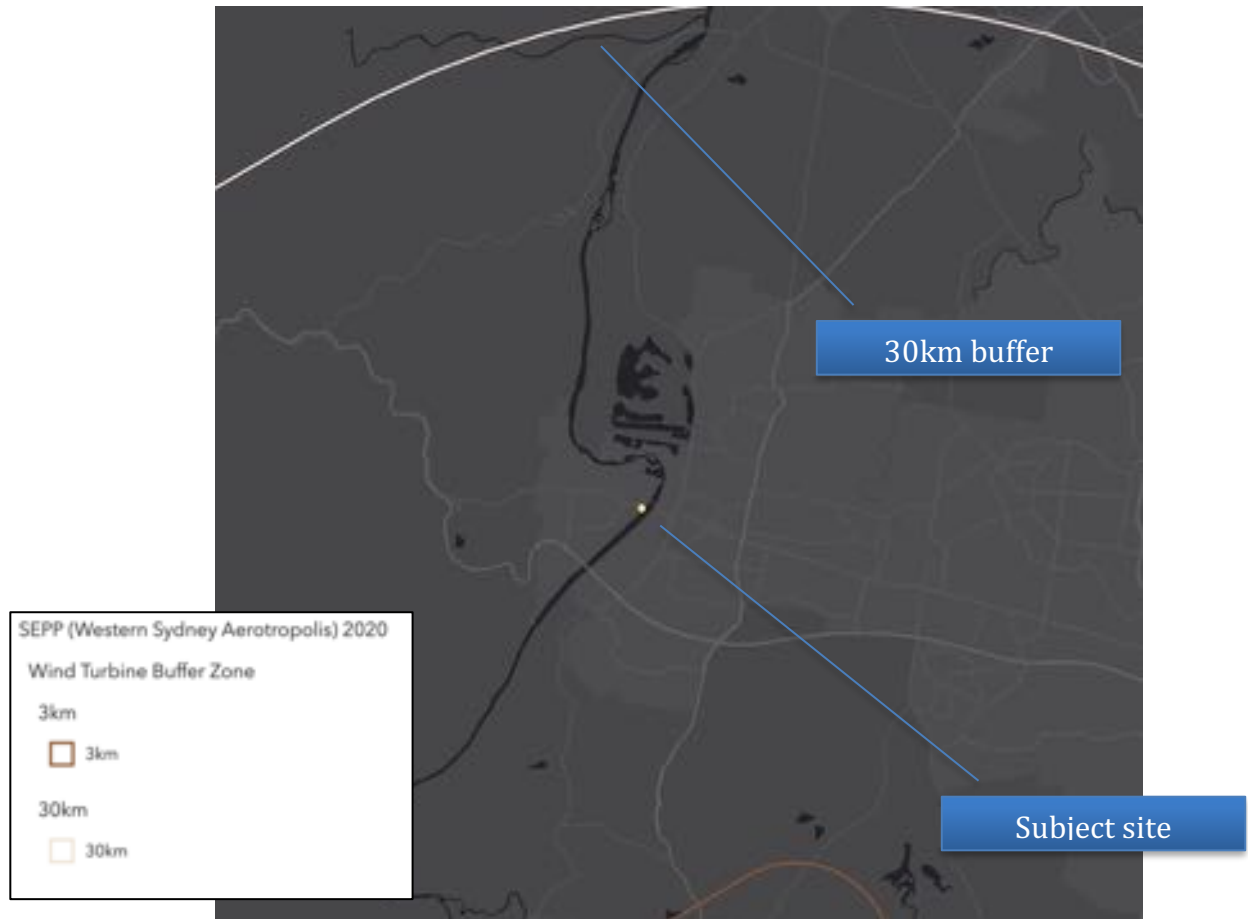 30km buffer
SEPP (Western Sydney Aerotropolis) 2020
Wind Turbine Buffer Zone
3km
3km
30km
30km
Subject site